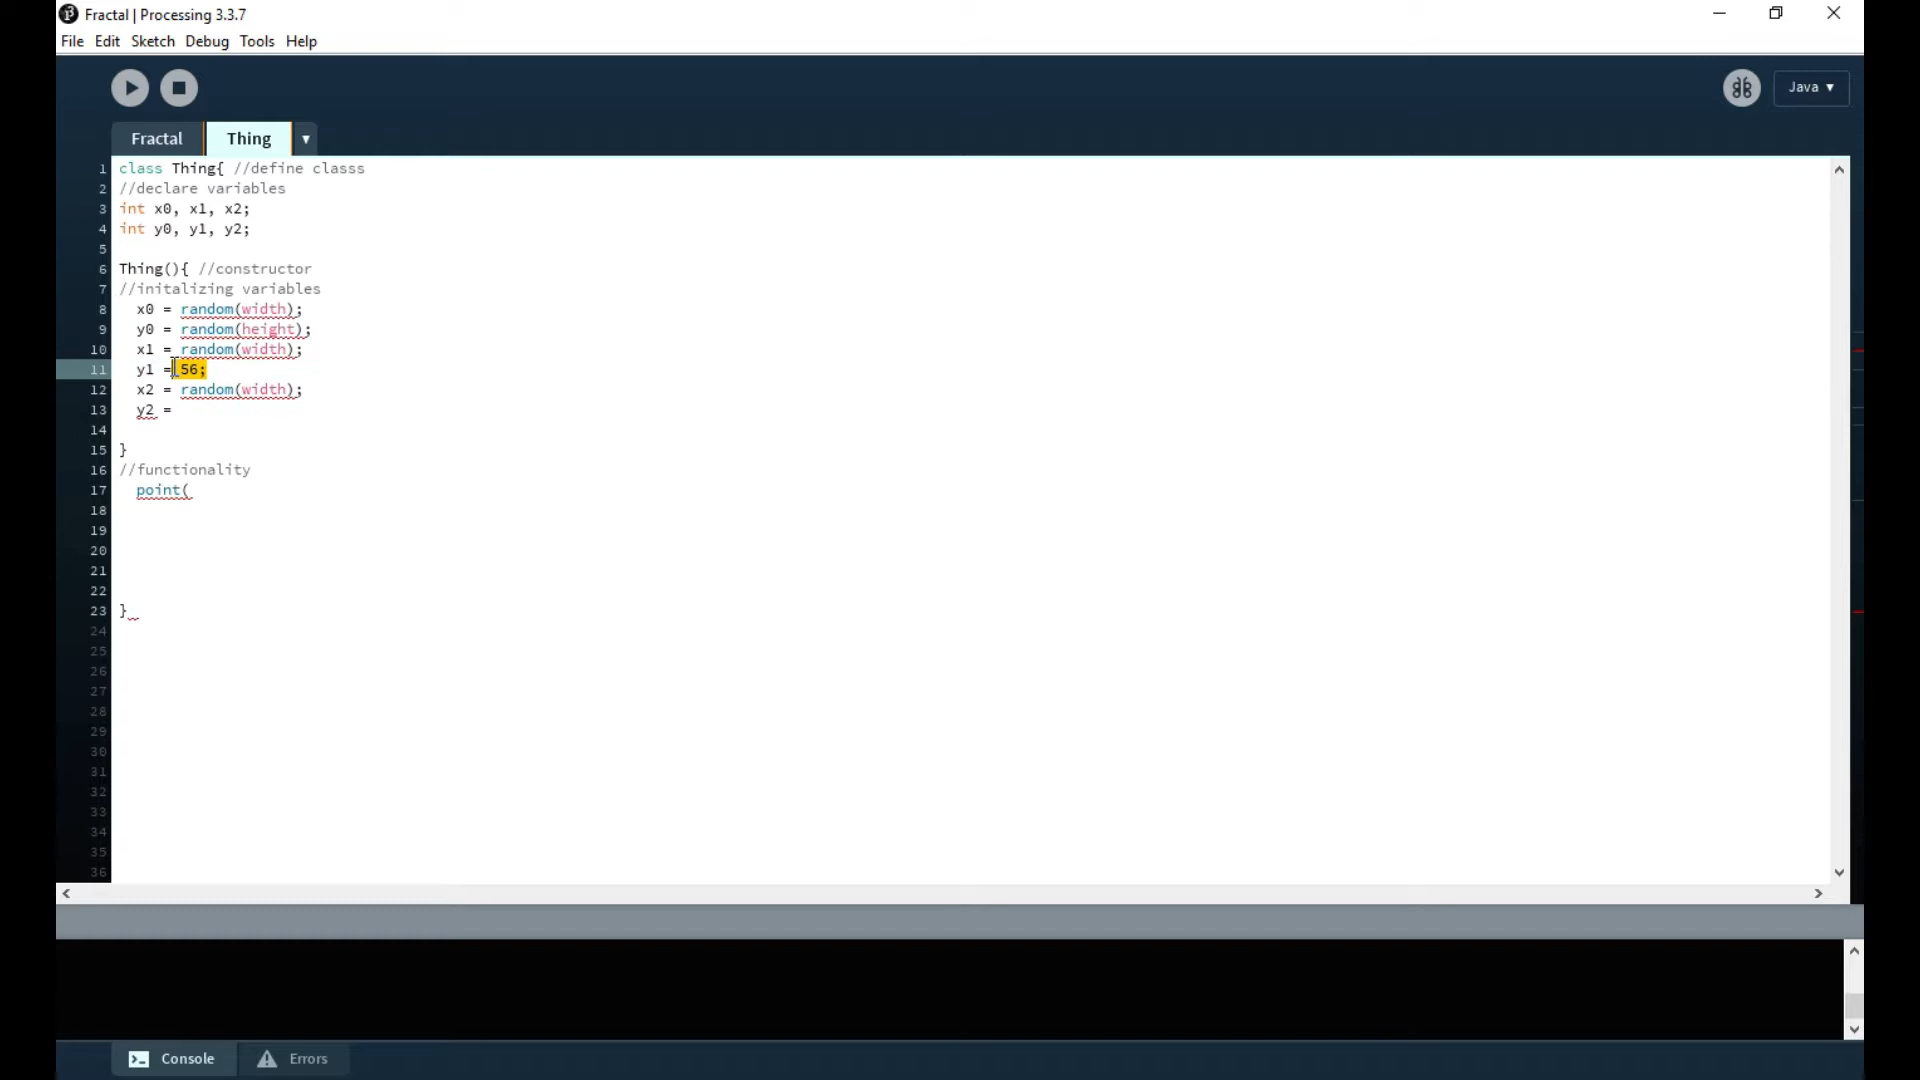 Fractal | Processing 3.3.7
File Edit Sketch Debug Tools Help
Java ▾
Fractal Thing ▾
1 class Thing{ //define classs
2 //declare variables
3 int x0, x1, x2;
4 int y0, y1, y2;
5
6 Thing(){ //constructor
7 //initalizing variables
8 x0 = random(width);
9 y0 = random(height);
10 x1 = random(width);
11 y1 = 56;
12 x2 = random(width);
13 y2 =
14
15 }
16 //functionality
17 point(
18
19
20
21
22
23 }
24
25
26
27
28
29
30
31
32
33
34
35
36
Console Errors